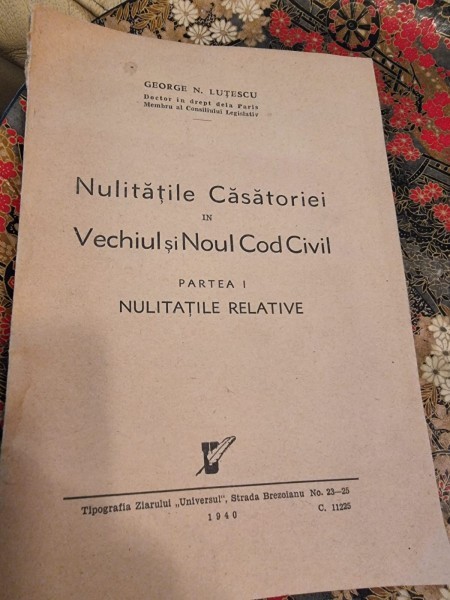 GEORGE N. LUȚESCU
Doctor în drept dela Paris
Membru al Consiliului Legislativ
Nulitățile Căsătoriei
IN
Vechiul și Noul Cod Civil
PARTEA I
NULITAȚILE RELATIVE
U
Tipografia Ziarului „Universul", Strada Brezoianu No. 23—25
1940 C. 11225